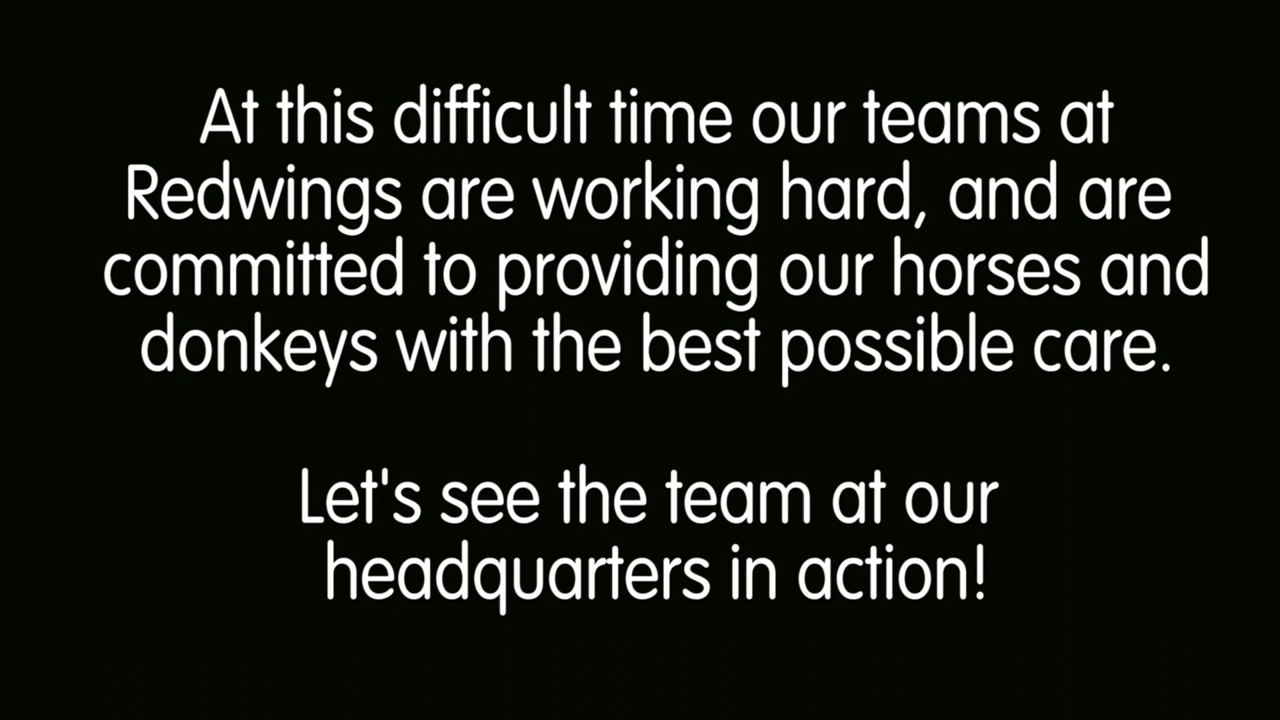 At this difficult time our teams at
Redwings are working hard, and are
committed to providing our horses and
donkeys with the best possible care.
Let's see the team at our
headquarters in action!